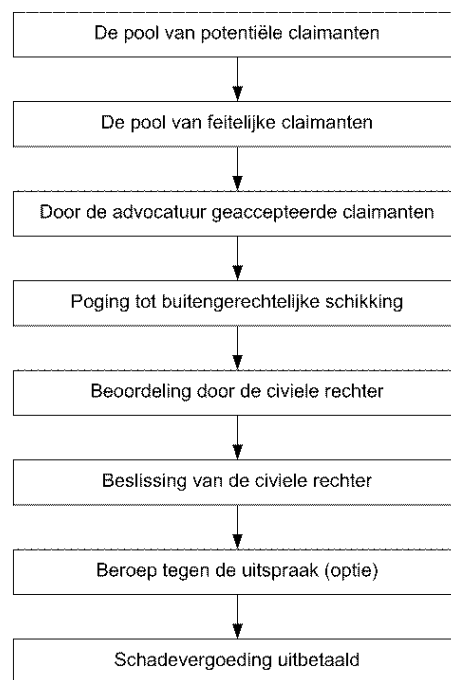 De pool van potentiële claimanten
De pool van feitelijke claimanten
Door de advocatuur geaccepteerde claimanten
Poging tot buitengerechtelijke schikking
Beoordeling door de civiele rechter
Beslissing van de civiele rechter
Beroep tegen de uitspraak (optie)
Schadevergoeding uitbetaald